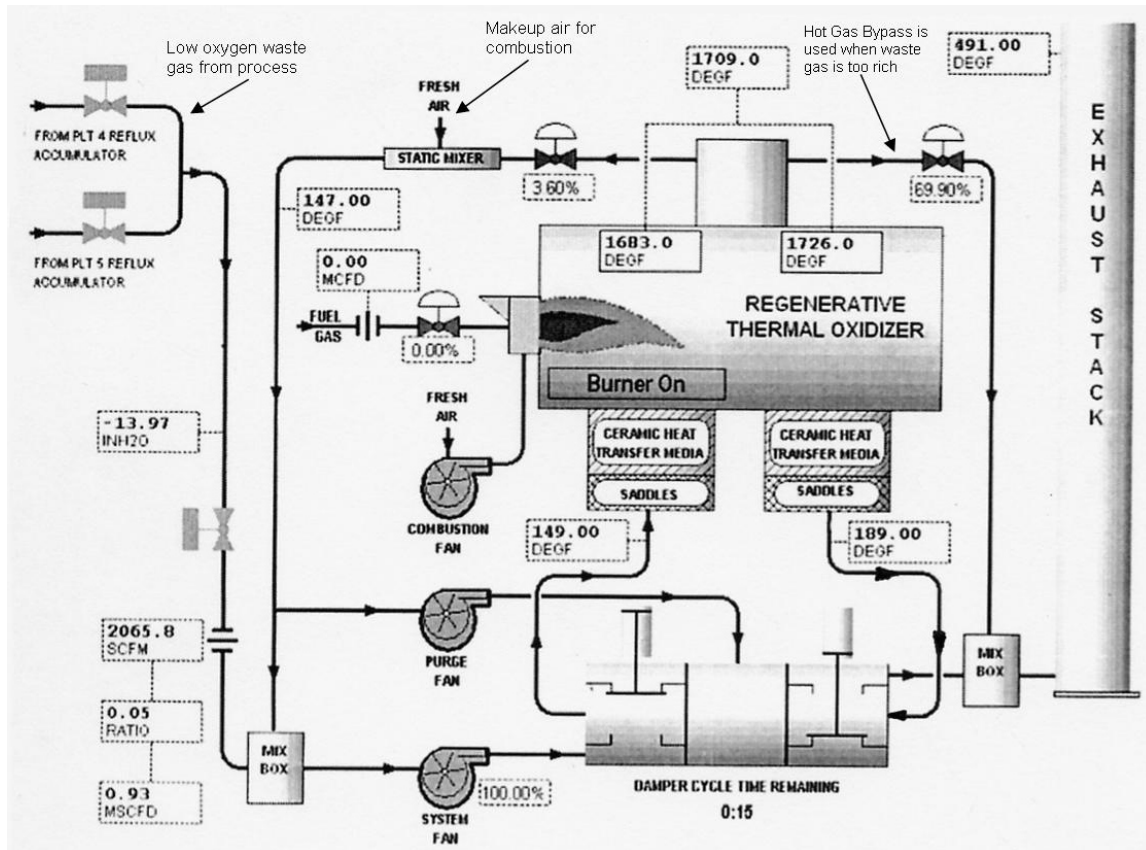 Low oxygen waste
gas from process
Makeup air for
combustion
Hot Gas Bypass is
used when waste
gas is too rich
1709.0
DEGF
491.00
DEGF
FRESH
AIR
FROM PLT 4 REFLUX
ACCUMULATOR
STATIC MIXER
3.60%
69.90%
EXHAUST STACK
147.00
DEGF
FROM PLT 5 REFLUX
ACCUMULATOR
1683.0
DEGF
1726.0
DEGF
0.00
MCFD
REGENERATIVE
THERMAL OXIDIZER
FUEL
GAS
0.00%
Burner On
FRESH
AIR
-13.97
INH2O
CERAMIC HEAT
TRANSFER MEDIA
SADDLES
CERAMIC HEAT
TRANSFER MEDIA
SADDLES
COMBUSTION
FAN
149.00
DEGF
189.00
DEGF
2065.8
SCFM
PURGE
FAN
MIX
BOX
0.05
RATIO
MIX
BOX
0.93
MSCFD
100.00%
SYSTEM
FAN
DAMPER CYCLE TIME REMAINING
0:15